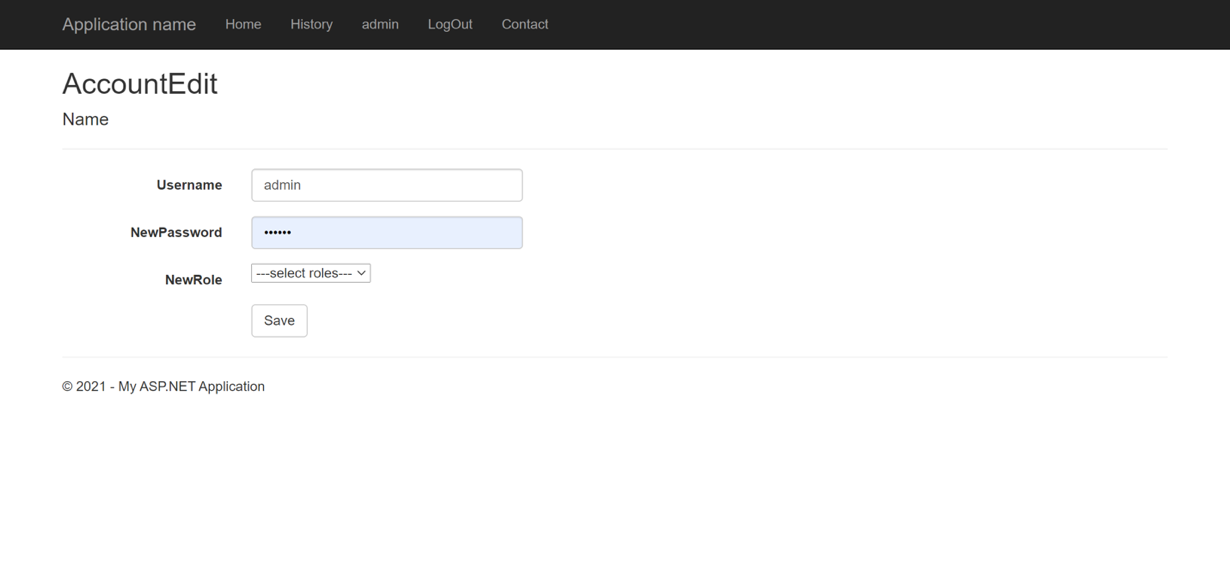 Application name Home History admin LogOut Contact
AccountEdit
Name
Username admin
NewPassword ••••••
NewRole ---select roles---
Save
© 2021 - My ASP.NET Application